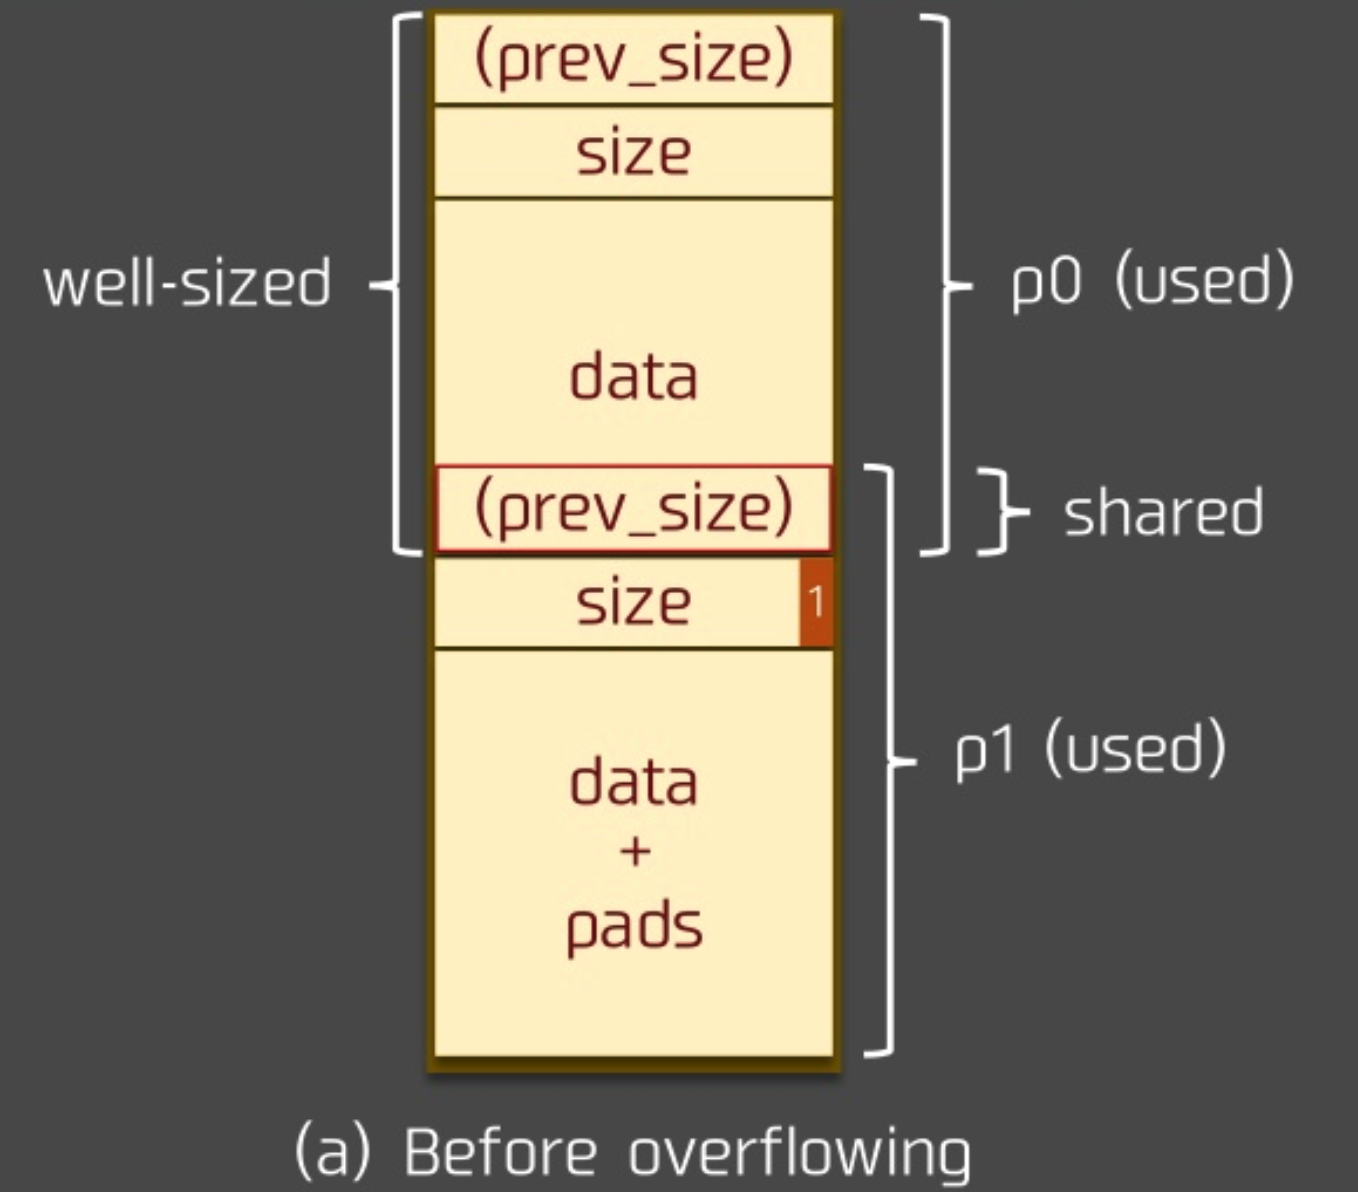 (prev_size)
size
well-sized
p0 (used)
data
(prev_size)
shared
size
1
p1 (used)
data
+
pads
(a) Before overflowing